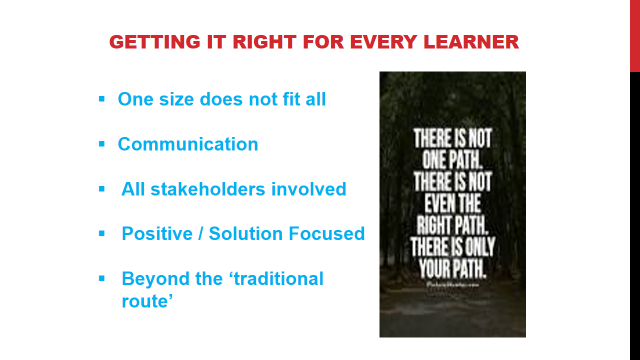 GETTING IT RIGHT FOR EVERY LEARNER
▪ One size does not fit all
▪ Communication
▪ All stakeholders involved
▪ Positive / Solution Focused
▪ Beyond the ‘traditional
route’
THERE IS NOT
ONE PATH.
THERE IS NOT
EVEN THE
RIGHT PATH.
THERE IS ONLY
YOUR PATH.